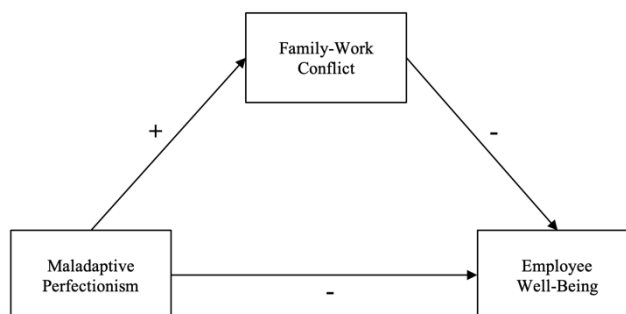 Family-Work
Conflict
+
-
Maladaptive
Perfectionism
-
Employee
Well-Being